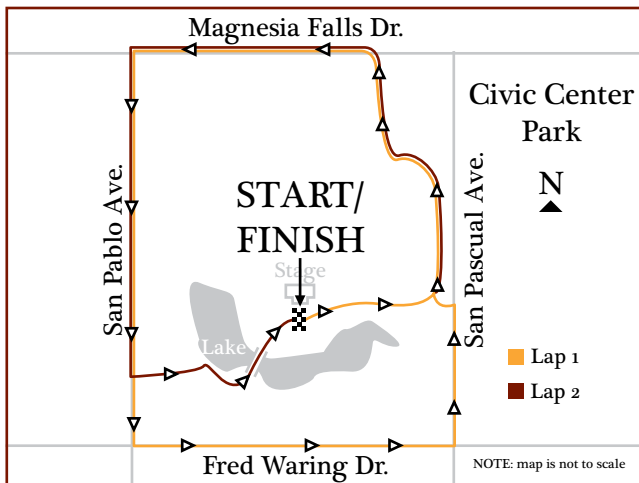 Magnesia Falls Dr.
Civic Center
Park
N
San Pablo Ave.
San Pascual Ave.
START/
FINISH
Stage
Lake
Lap 1
Lap 2
Fred Waring Dr.
NOTE: map is not to scale